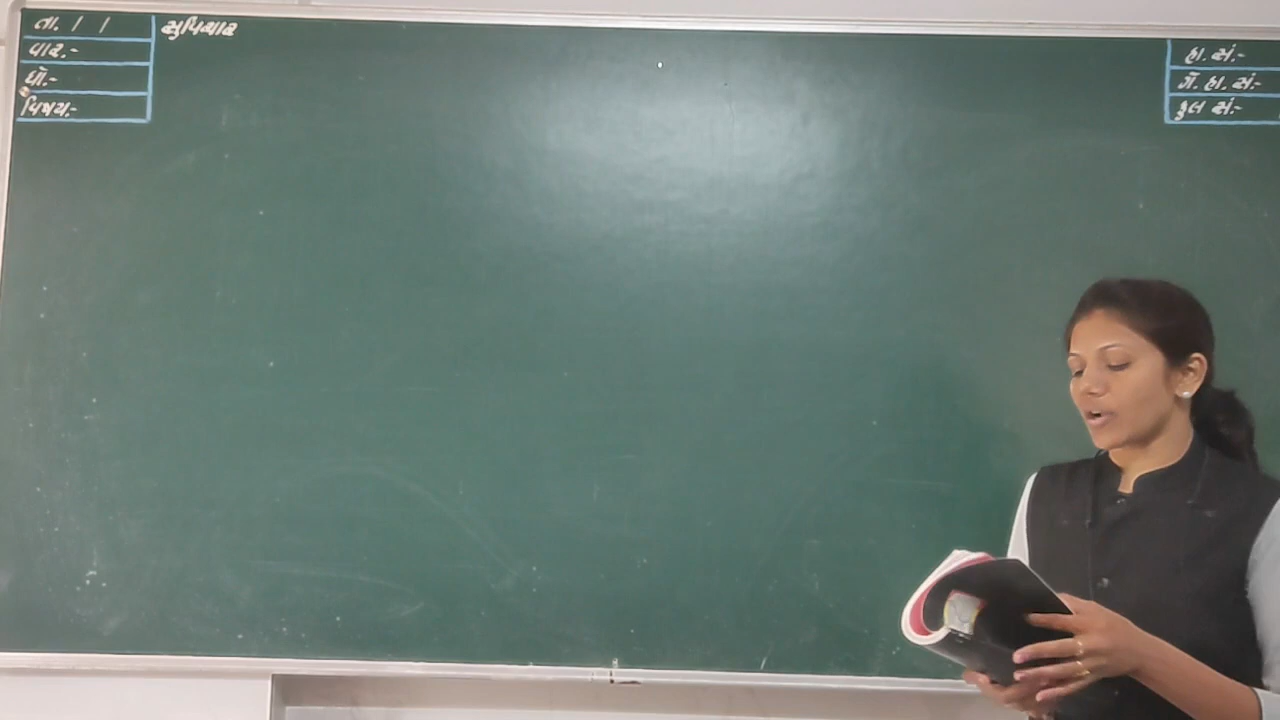 તા. / /
સુવિચાર
વાર:-
ધો.-
વિષય:-
હા. સં:-
ગે. હા. સં:-
કુલ સં:-